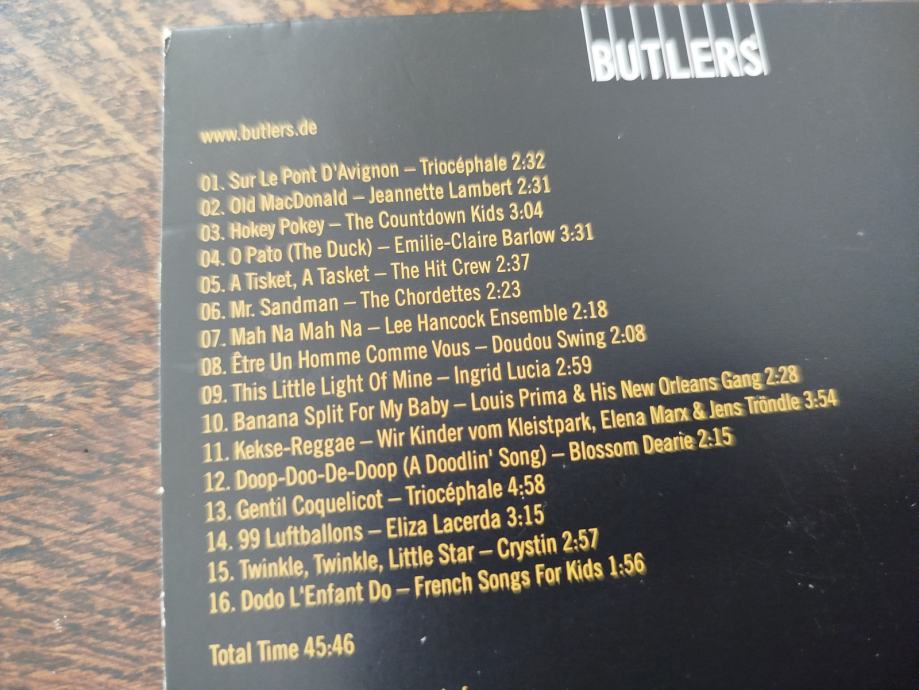 BUTLERS
www.butlers.de
01. Sur Le Pont D'Avignon – Triocéphale 2:32
02. Old MacDonald – Jeannette Lambert 2:31
03. Hokey Pokey – The Countdown Kids 3:04
04. O Pato (The Duck) – Emilie-Claire Barlow 3:31
05. A Tisket, A Tasket – The Hit Crew 2:37
06. Mr. Sandman – The Chordettes 2:23
07. Mah Na Mah Na – Lee Hancock Ensemble 2:18
08. Être Un Homme Comme Vous – Doudou Swing 2:08
09. This Little Light Of Mine – Ingrid Lucia 2:59
10. Banana Split For My Baby – Louis Prima & His New Orleans Gang 2:28
11. Kekse-Reggae – Wir Kinder vom Kleistpark, Elena Marx & Jens Tröndle 3:54
12. Doop-Doo-De-Doop (A Doodlin' Song) – Blossom Dearie 2:15
13. Gentil Coquelicot – Triocéphale 4:58
14. 99 Luftballons – Eliza Lacerda 3:15
15. Twinkle, Twinkle, Little Star – Crystin 2:57
16. Dodo L'Enfant Do – French Songs For Kids 1:56
Total Time 45:46